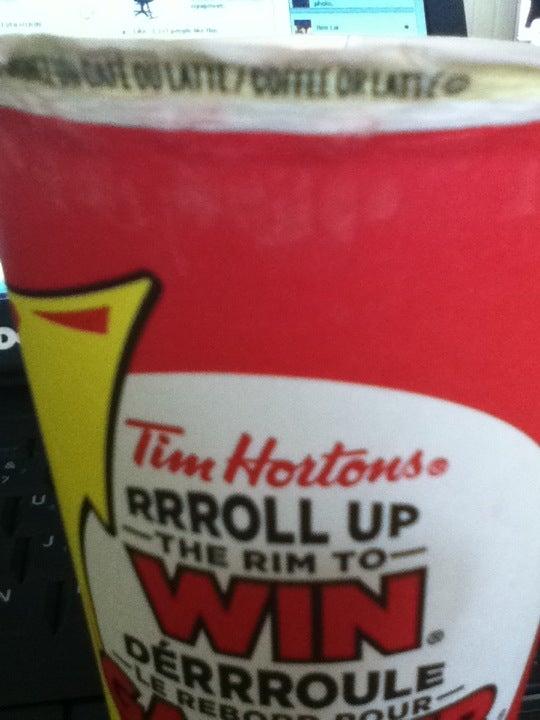 CAFÉ OU LATTE / COFFEE OR LATTE
Tim Hortons®
RRROLL UP
THE RIM TO
WIN®
DÉRRROULE
LE REBORD POUR
U
J
N